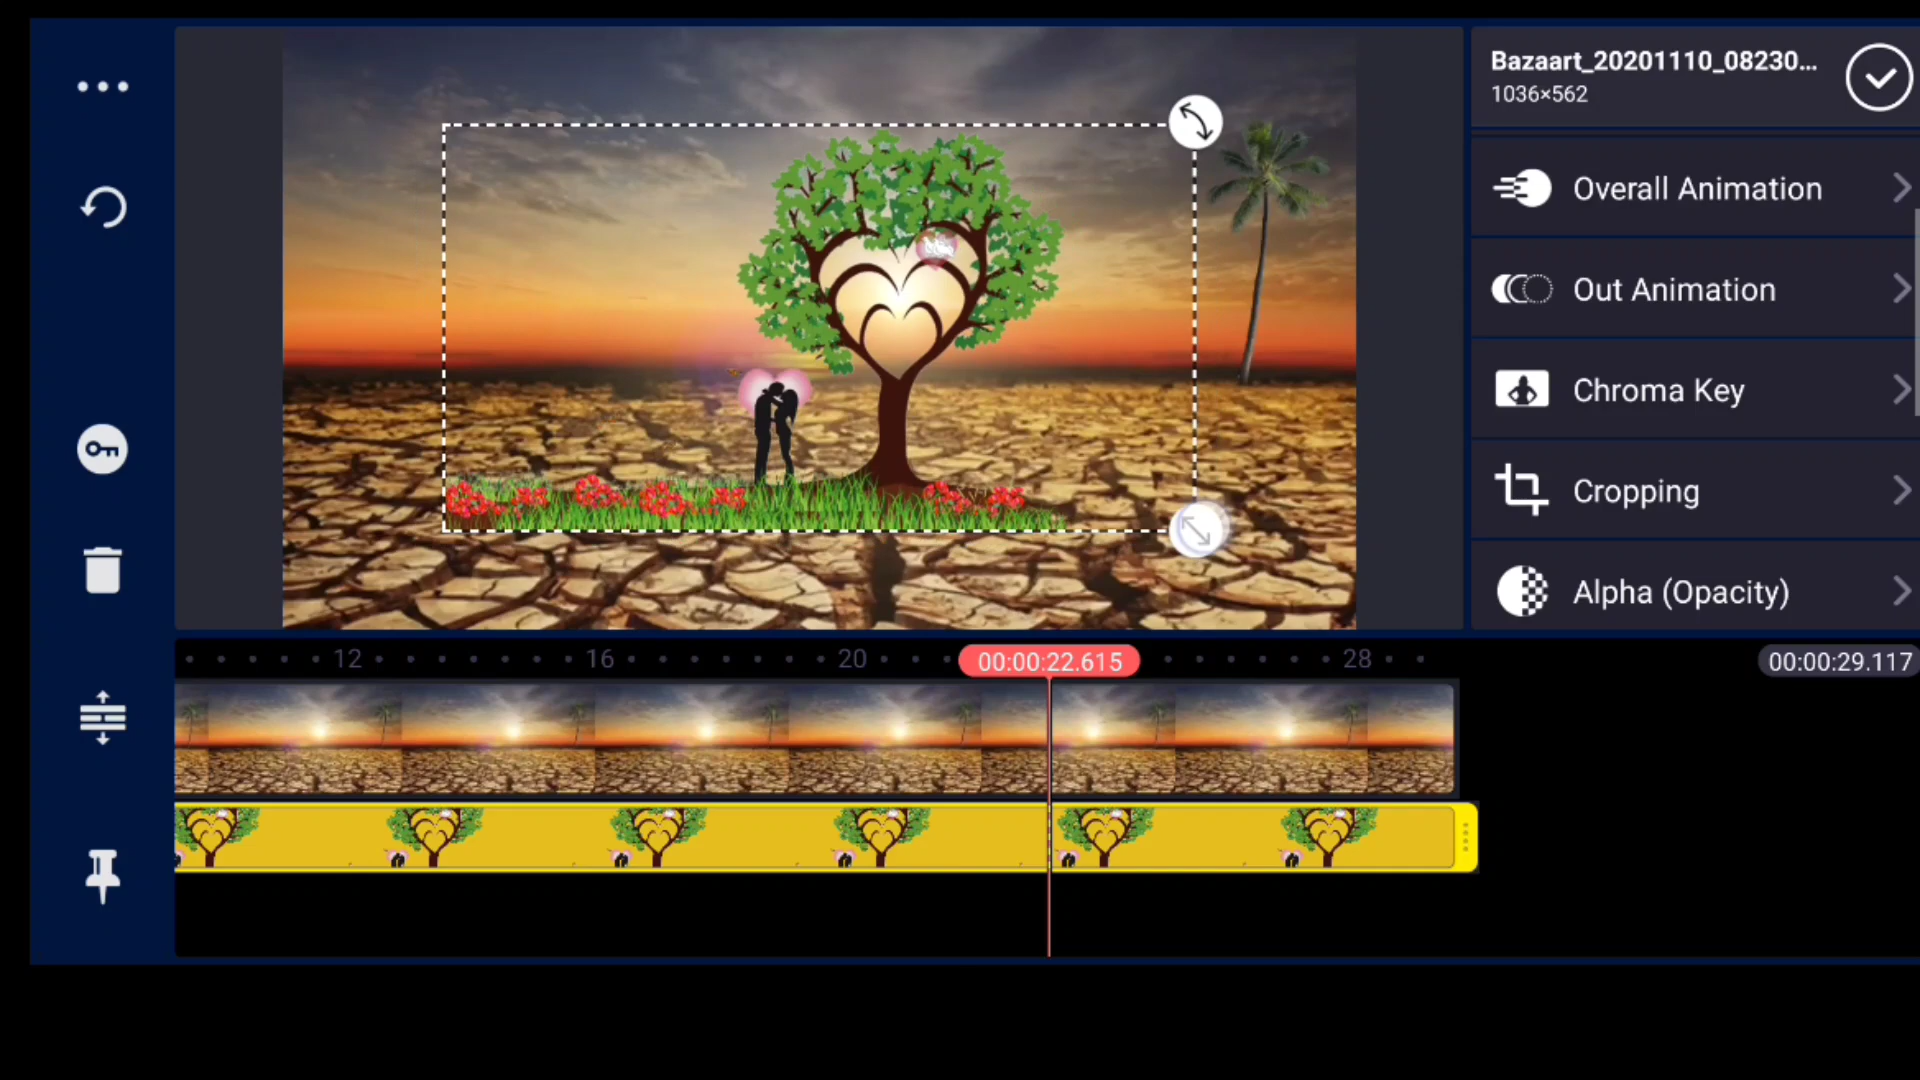 Bazaart_20201110_08230...
1036×562
Overall Animation
Out Animation
Chroma Key
Cropping
Alpha (Opacity)
12 16 20 00:00:22.615 28 00:00:29.117